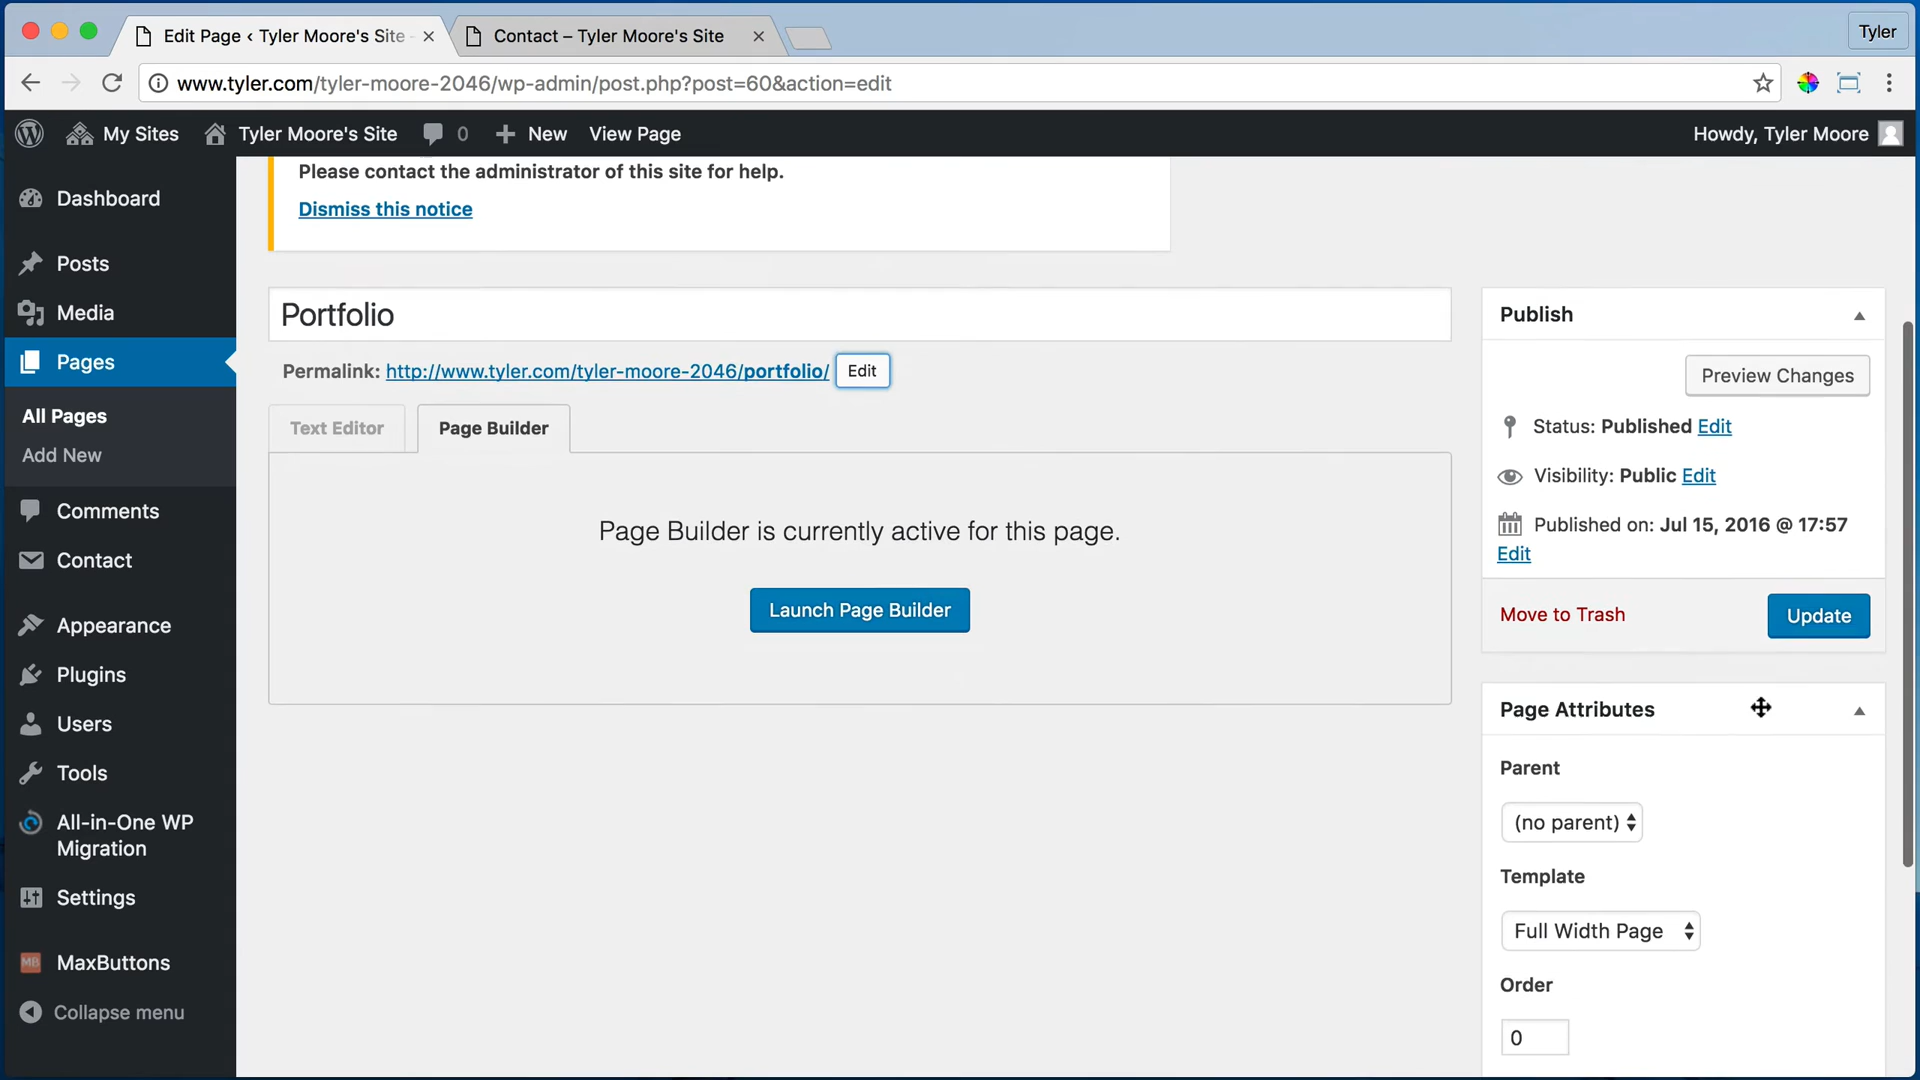 Edit Page ‹ Tyler Moore's Site -
Contact – Tyler Moore's Site
Tyler
www.tyler.com/tyler-moore-2046/wp-admin/post.php?post=60&action=edit
My Sites
Tyler Moore's Site
0
New
View Page
Howdy, Tyler Moore
Dashboard
Posts
Media
Pages
All Pages
Add New
Comments
Contact
Appearance
Plugins
Users
Tools
All-in-One WP
Migration
Settings
MB
MaxButtons
Collapse menu
Please contact the administrator of this site for help.
Dismiss this notice
Portfolio
Permalink: http://www.tyler.com/tyler-moore-2046/portfolio/ Edit
Text Editor
Page Builder
Page Builder is currently active for this page.
Launch Page Builder
Publish
Preview Changes
Status: Published Edit
Visibility: Public Edit
Published on: Jul 15, 2016 @ 17:57
Edit
Move to Trash
Update
Page Attributes
Parent
(no parent)
Template
Full Width Page
Order
0